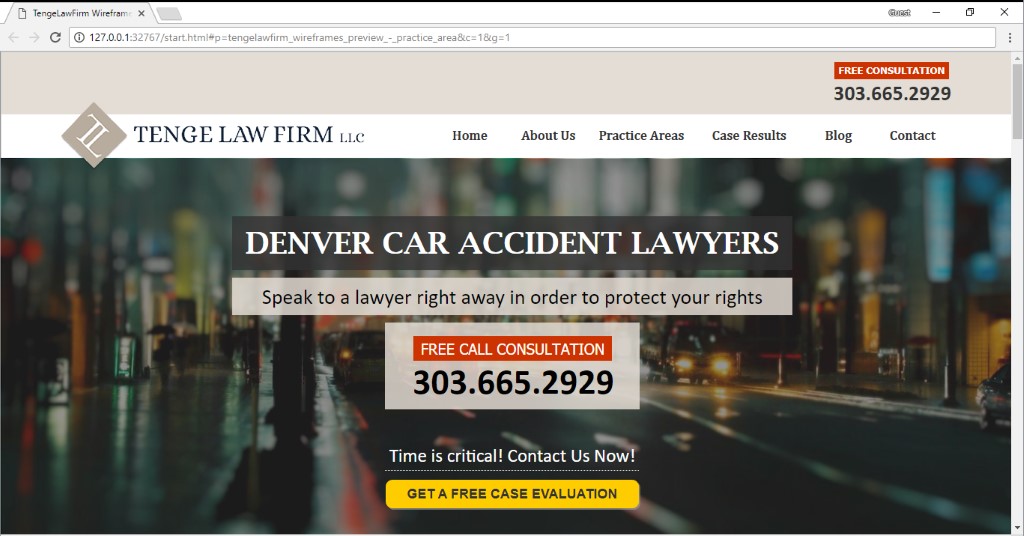 TengeLawFirm Wirefram
Guest
127.0.0.1:32767/start.html#p=tengelawfirm_wireframes_preview_-_practice_area&c=1&g=1
FREE CONSULTATION
303.665.2929
TL TENGE LAW FIRM LLC
Home About Us Practice Areas Case Results Blog Contact
DENVER CAR ACCIDENT LAWYERS
Speak to a lawyer right away in order to protect your rights
FREE CALL CONSULTATION
303.665.2929
Time is critical! Contact Us Now!
GET A FREE CASE EVALUATION